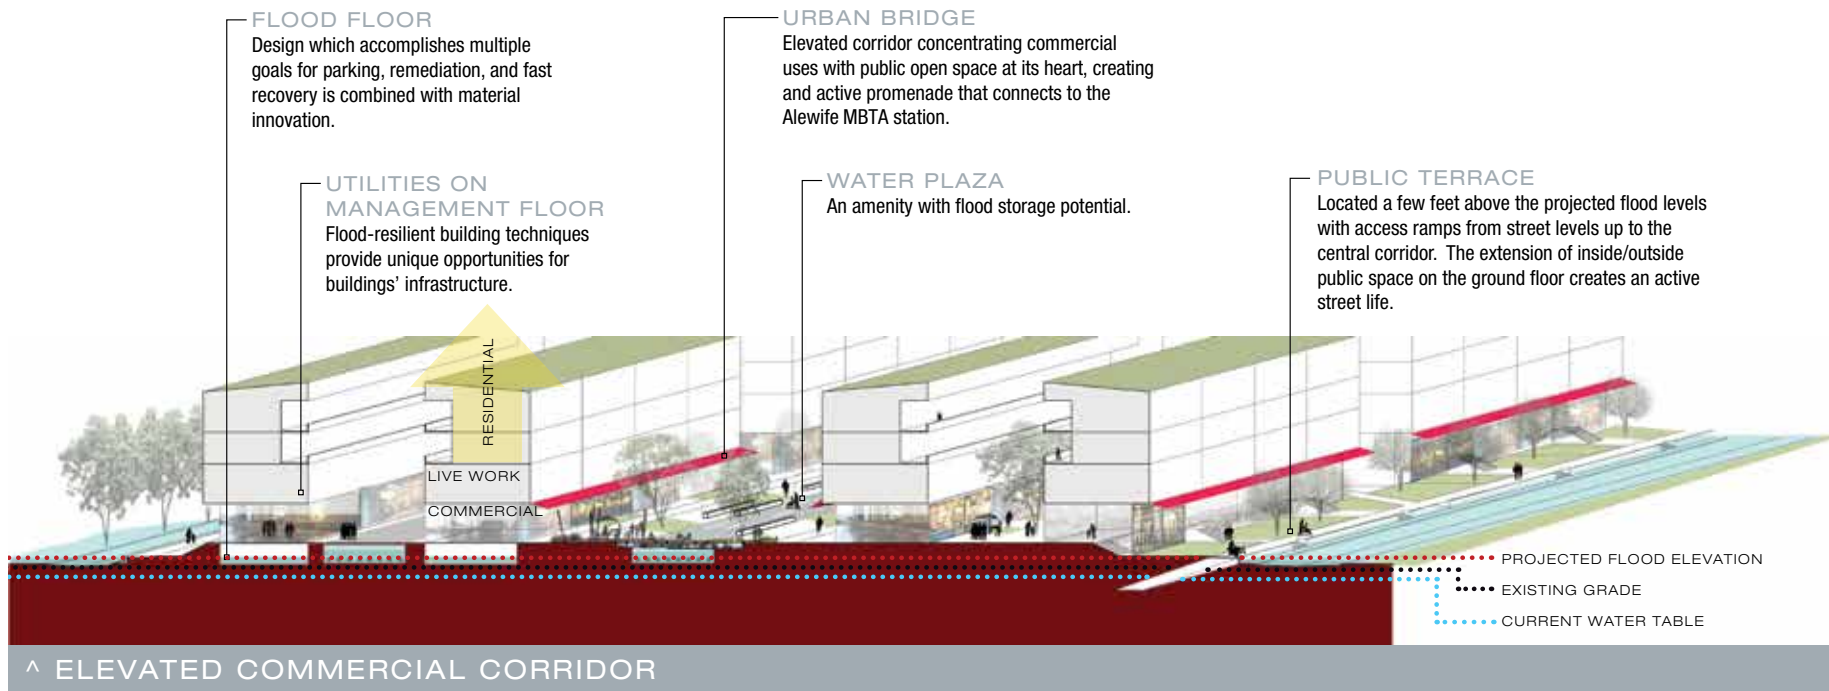 FLOOD FLOOR
Design which accomplishes multiple
goals for parking, remediation, and fast
recovery is combined with material
innovation.
URBAN BRIDGE
Elevated corridor concentrating commercial
uses with public open space at its heart, creating
and active promenade that connects to the
Alewife MBTA station.
UTILITIES ON
MANAGEMENT FLOOR
Flood-resilient building techniques
provide unique opportunities for
buildings’ infrastructure.
WATER PLAZA
An amenity with flood storage potential.
PUBLIC TERRACE
Located a few feet above the projected flood levels
with access ramps from street levels up to the
central corridor.  The extension of inside/outside
public space on the ground floor creates an active
street life.
RESIDENTIAL
LIVE WORK
COMMERCIAL
PROJECTED FLOOD ELEVATION
EXISTING GRADE
CURRENT WATER TABLE
^ ELEVATED COMMERCIAL CORRIDOR